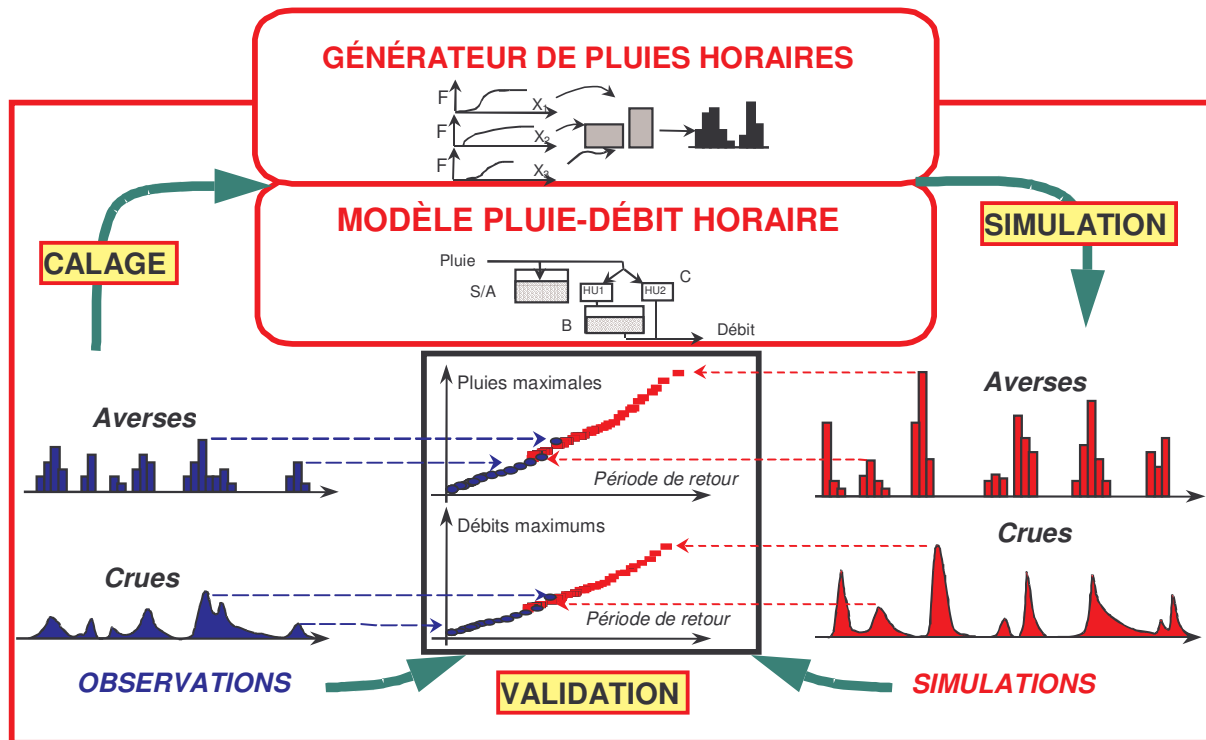 GÉNÉRATEUR DE PLUIES HORAIRES
F
X1
F
X2
F
X3
MODÈLE PLUIE-DÉBIT HORAIRE
CALAGE
SIMULATION
Pluie
S/A
HU1
HU2
C
B
Débit
Pluies maximales
Période de retour
Averses
Averses
Débits maximums
Période de retour
Crues
Crues
OBSERVATIONS
VALIDATION
SIMULATIONS